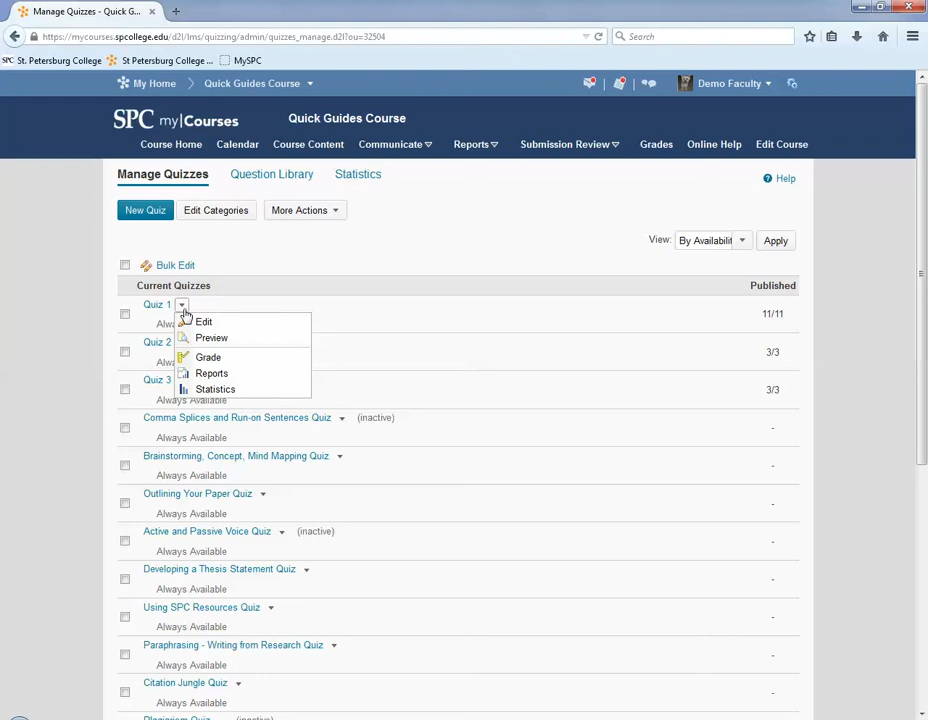 Manage Quizzes - Quick G...
https://mycourses.spcollege.edu/d2l/lms/quizzing/admin/quizzes_manage.d2l?ou=32504
Search
SPC St. Petersburg College
St Petersburg College ...
MySPC
My Home
Quick Guides Course
Demo Faculty
SPC my|Courses
Quick Guides Course
Course Home
Calendar
Course Content
Communicate
Reports
Submission Review
Grades
Online Help
Edit Course
Manage Quizzes
Question Library
Statistics
Help
New Quiz
Edit Categories
More Actions
View:
By Availabilit
Apply
Bulk Edit
Current Quizzes
Published
Quiz 1
11/11
Alwa
Edit
Preview
Grade
Reports
Statistics
Quiz 2
3/3
Alwa
Quiz 3
3/3
Always Available
Comma Splices and Run-on Sentences Quiz (inactive)
-
Always Available
Brainstorming, Concept, Mind Mapping Quiz
-
Always Available
Outlining Your Paper Quiz
-
Always Available
Active and Passive Voice Quiz (inactive)
-
Always Available
Developing a Thesis Statement Quiz
-
Always Available
Using SPC Resources Quiz
-
Always Available
Paraphrasing - Writing from Research Quiz
-
Always Available
Citation Jungle Quiz
-
Always Available
Plagiarism Quiz (inactive)